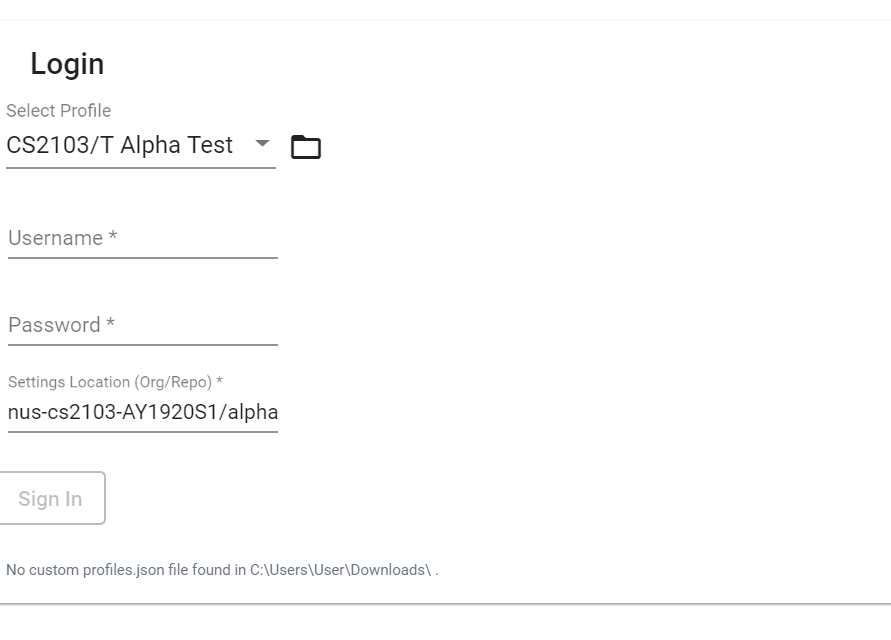 Login
Select Profile
CS2103/T Alpha Test
Username *
Password *
Settings Location (Org/Repo) *
nus-cs2103-AY1920S1/alpha
Sign In
No custom profiles.json file found in C:\Users\User\Downloads\ .